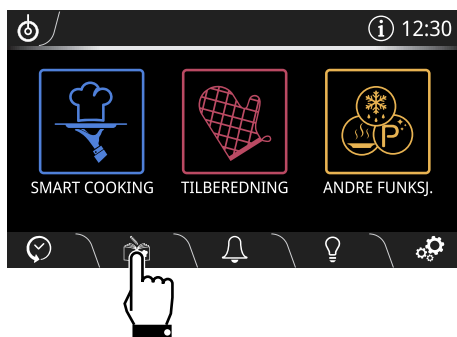 12:30
SMART COOKING
TILBEREDNING
ANDRE FUNKSJ.
P